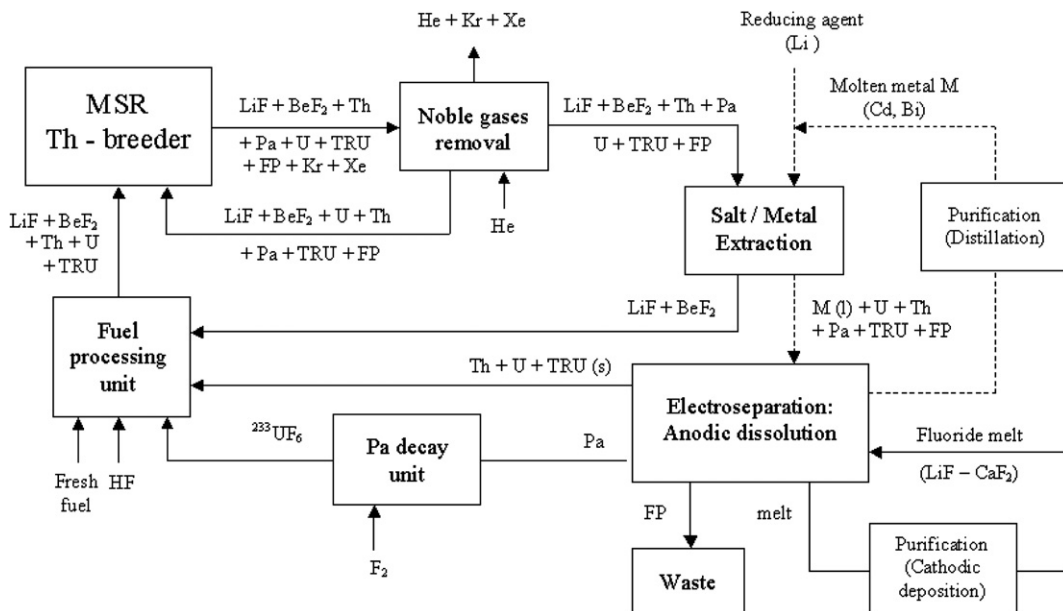 He + Kr + Xe
Reducing agent
(Li )
MSR
Th - breeder
LiF + BeF₂ + Th
+ Pa + U + TRU
+ FP + Kr + Xe
Noble gases
removal
LiF + BeF₂ + Th + Pa
U + TRU + FP
Molten metal M
(Cd, Bi)
LiF + BeF₂ + U + Th
+ Pa + TRU + FP
He
Salt / Metal
Extraction
Purification
(Distillation)
LiF + BeF₂
+ Th + U
+ TRU
LiF + BeF₂
M (l) + U + Th
+ Pa + TRU + FP
Fuel
processing
unit
Th + U + TRU (s)
Electroseparation:
Anodic dissolution
²³³UF₆
Pa decay
unit
Pa
Fluoride melt
(LiF – CaF₂)
Fresh
fuel
HF
F₂
FP
melt
Waste
Purification
(Cathodic
deposition)